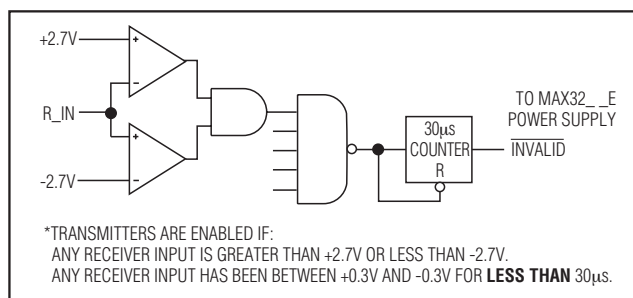 +2.7V
R_IN
-2.7V
30µs
COUNTER
R
TO MAX32_ _E
POWER SUPPLY
INVALID
*TRANSMITTERS ARE ENABLED IF:
ANY RECEIVER INPUT IS GREATER THAN +2.7V OR LESS THAN -2.7V.
ANY RECEIVER INPUT HAS BEEN BETWEEN +0.3V AND -0.3V FOR LESS THAN 30µs.